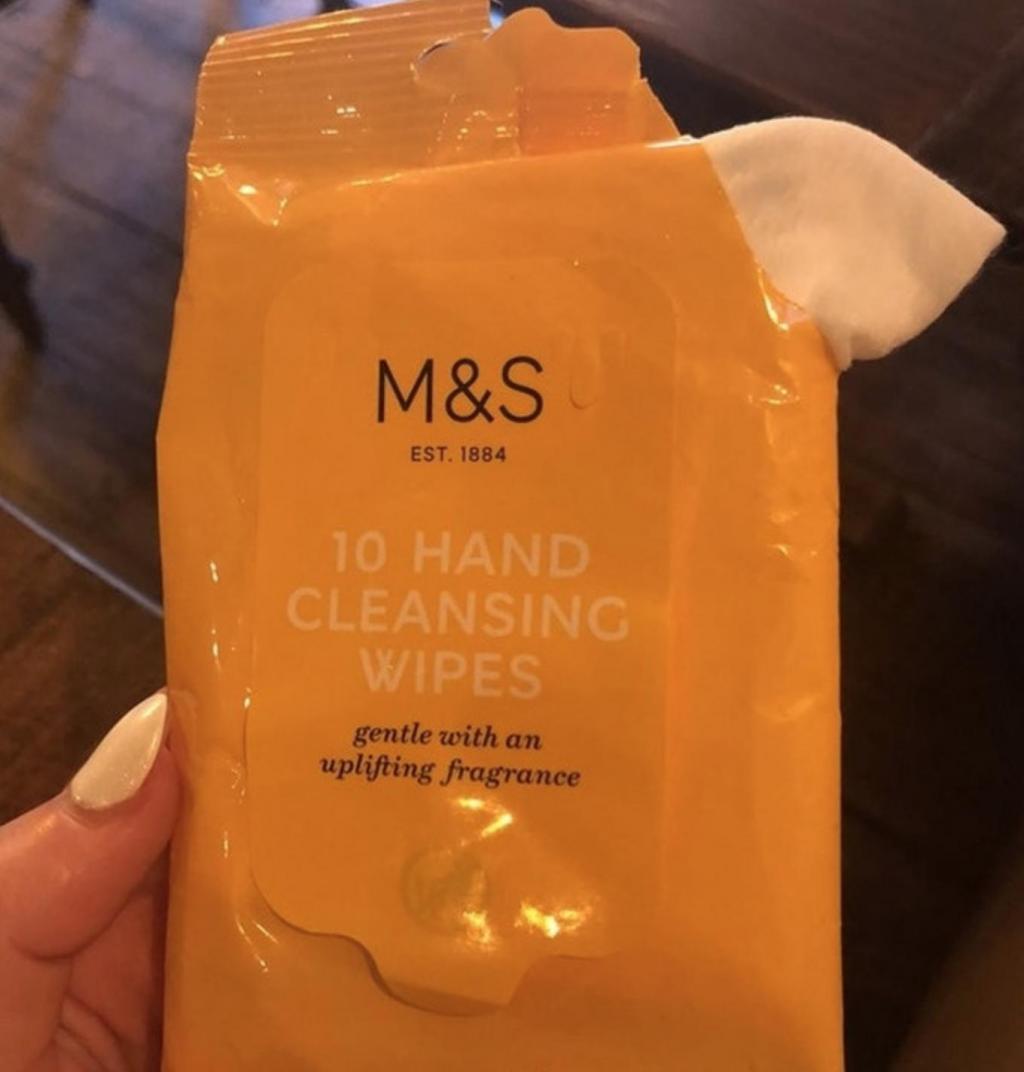 M&S
EST. 1884
10 HAND
CLEANSING
WIPES
gentle with an
uplifting fragrance